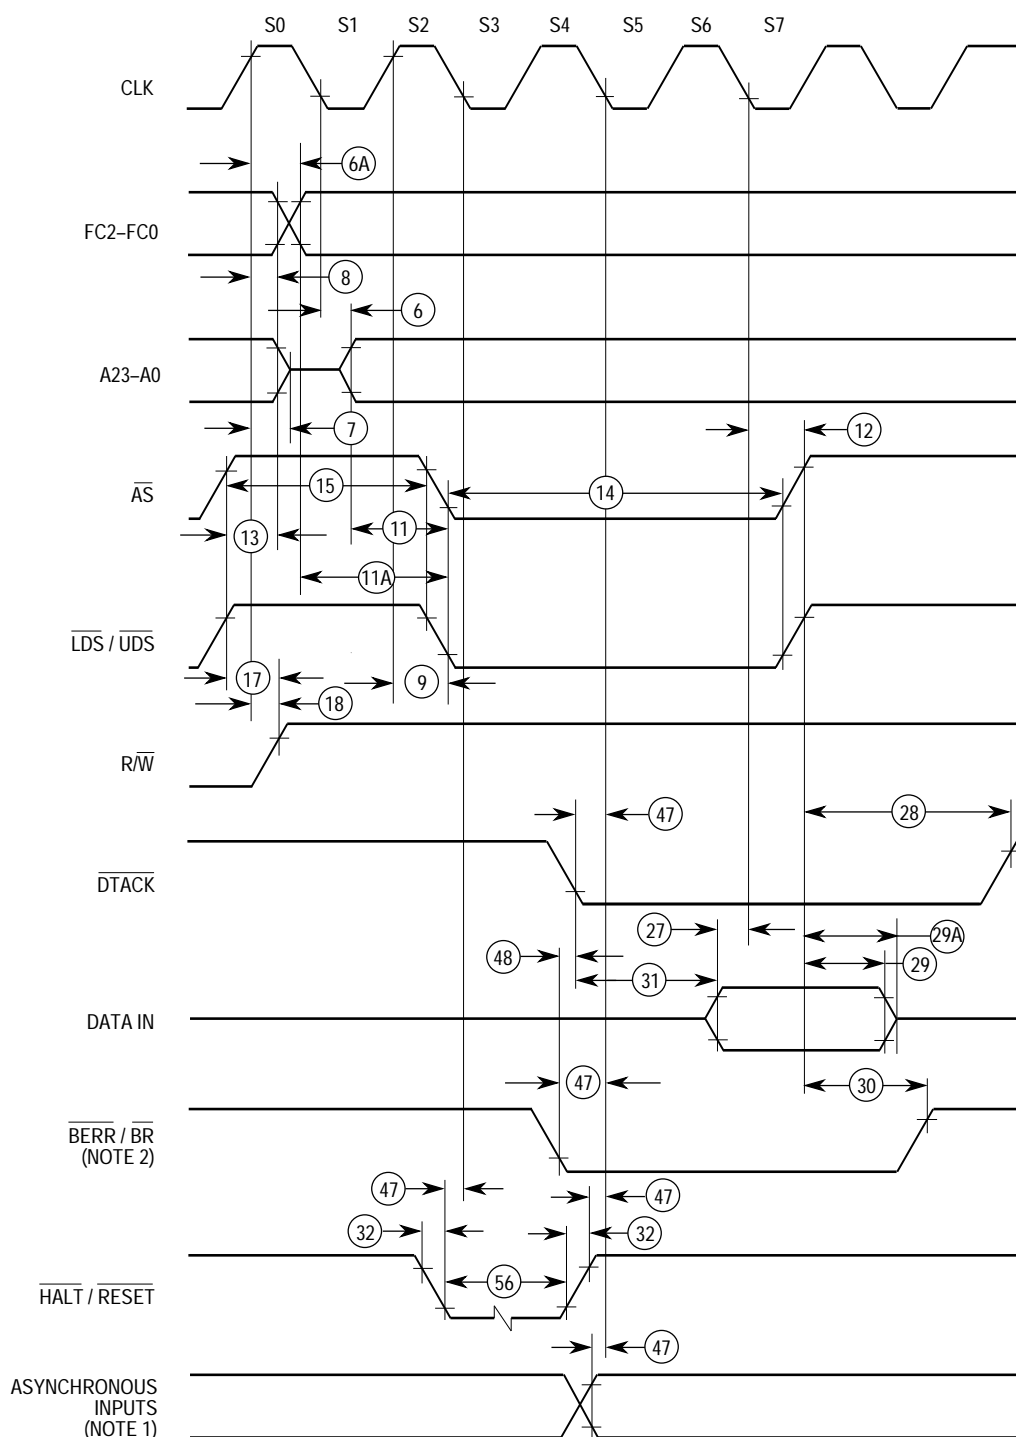 S0 S1 S2 S3 S4 S5 S6 S7
CLK
6A
FC2–FC0
8
6
A23–A0
7
12
AS
15
14
13
11
11A
LDS / UDS
17
9
18
R/W
47
28
DTACK
27
29A
48
31
29
DATA IN
47
30
BERR / BR
(NOTE 2)
47
47
32
32
HALT / RESET
56
47
ASYNCHRONOUS
INPUTS
(NOTE 1)